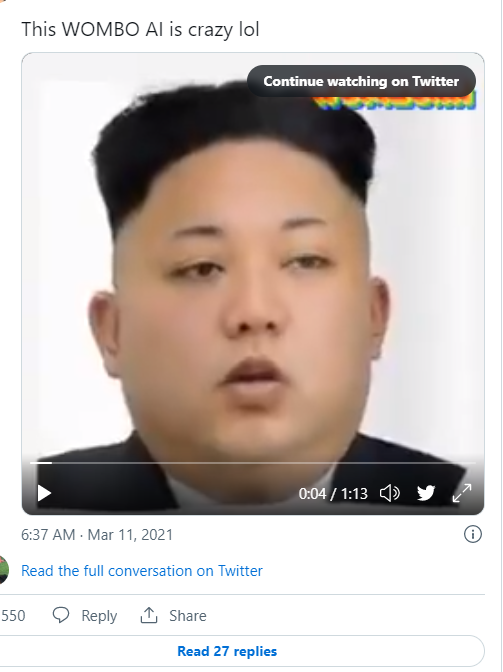 This WOMBO AI is crazy lol
Continue watching on Twitter
0:04 / 1:13
6:37 AM · Mar 11, 2021
Read the full conversation on Twitter
550 Reply Share
Read 27 replies